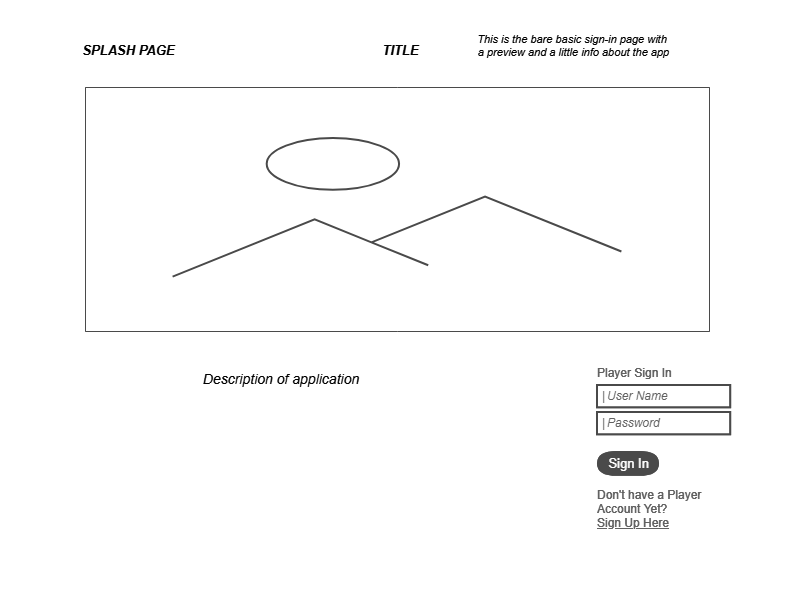 SPLASH PAGE
TITLE
This is the bare basic sign-in page with
a preview and a little info about the app
Description of application
Player Sign In
User Name
Password
Sign In
Don't have a Player
Account Yet?
Sign Up Here